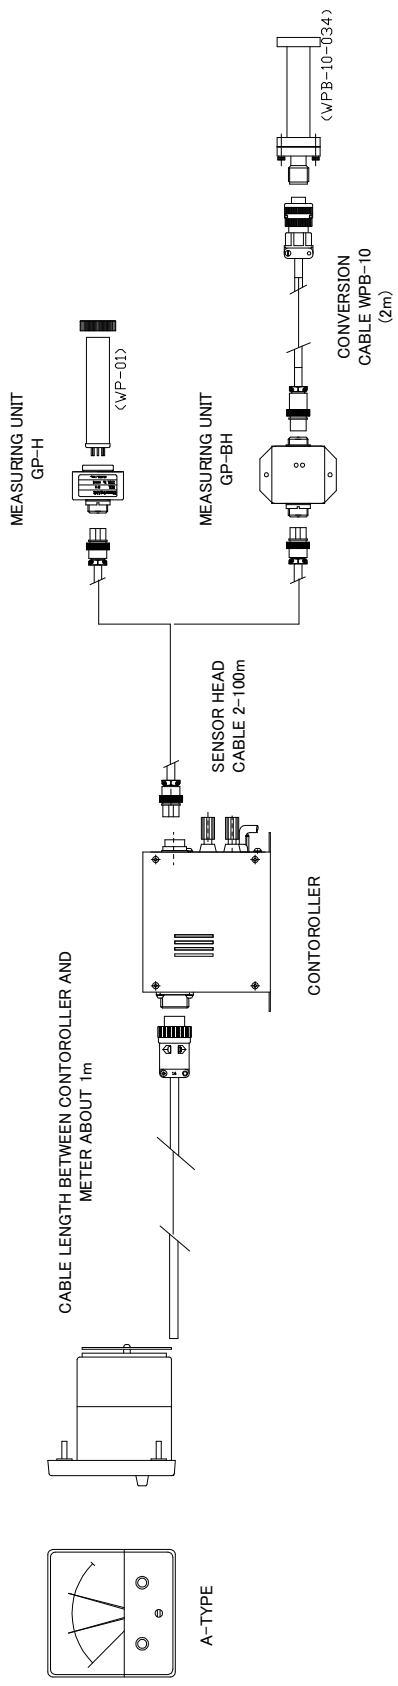 A-TYPE
CABLE LENGTH BETWEEN CONTOROLLER AND
METER ABOUT 1m
CONTOROLLER
SENSOR HEAD
CABLE 2-100m
MEASURING UNIT
GP-H
(WP-01)
MEASURING UNIT
GP-BH
CONVERSION
CABLE WPB-10
(2m)
(WPB-10-034)